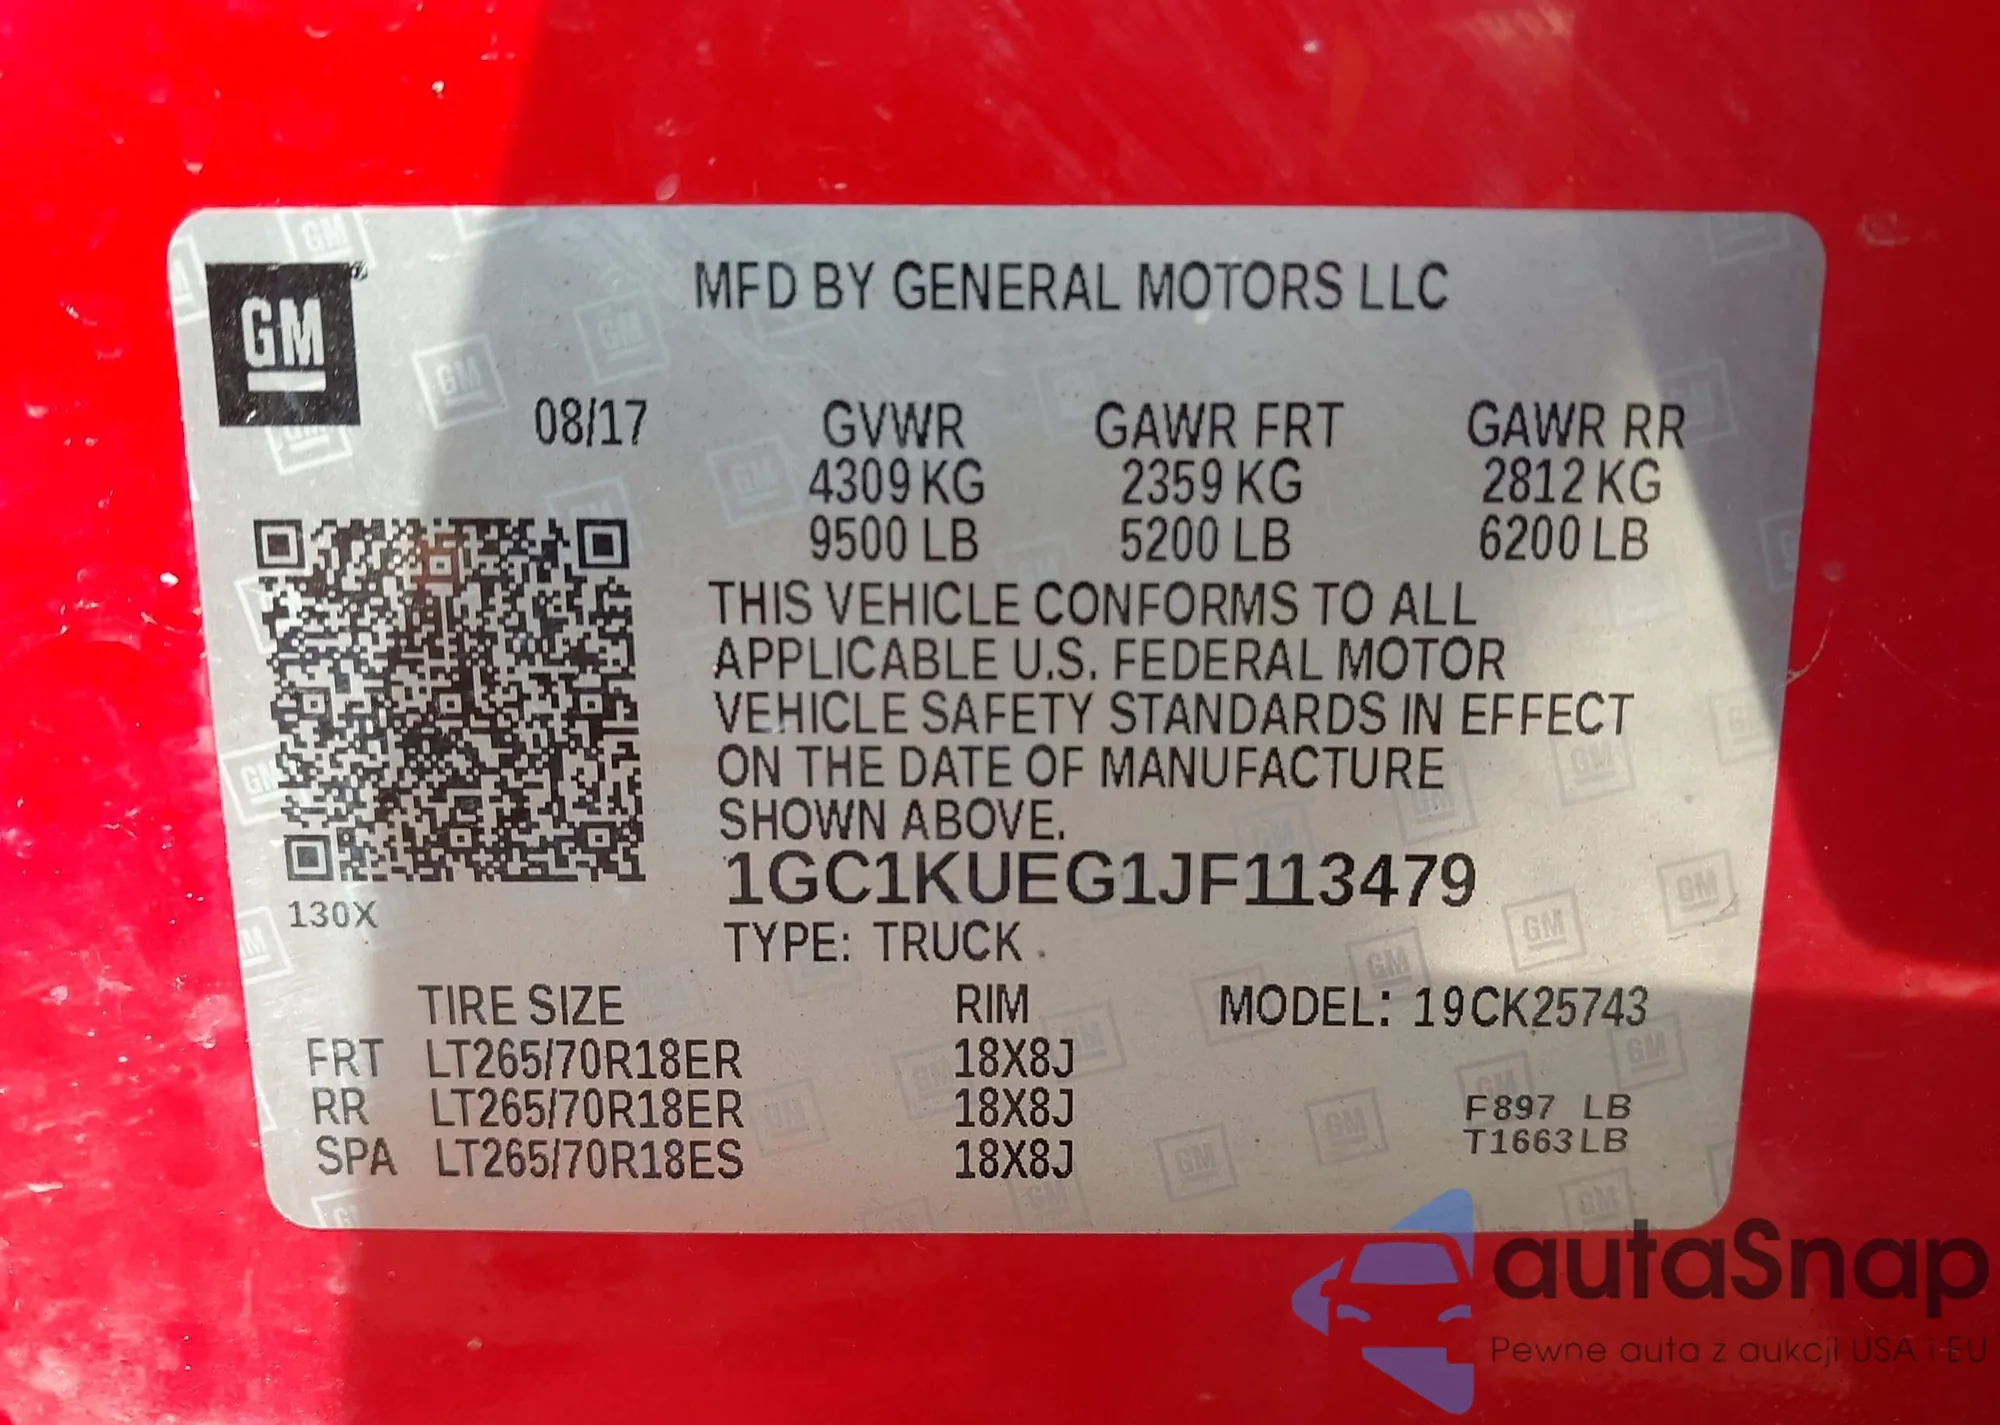 GM
MFD BY GENERAL MOTORS LLC
08/17 GVWR GAWR FRT GAWR RR
4309 KG 2359 KG 2812 KG
9500 LB 5200 LB 6200 LB
THIS VEHICLE CONFORMS TO ALL
APPLICABLE U.S. FEDERAL MOTOR
VEHICLE SAFETY STANDARDS IN EFFECT
ON THE DATE OF MANUFACTURE
SHOWN ABOVE.
1GC1KUEG1JF113479
130X
TYPE: TRUCK
TIRE SIZE RIM MODEL: 19CK25743
FRT LT265/70R18ER 18X8J
RR LT265/70R18ER 18X8J
SPA LT265/70R18ES 18X8J
F897 LB
T1663LB
autaSnap
Pewne auta z aukcji USA i EU